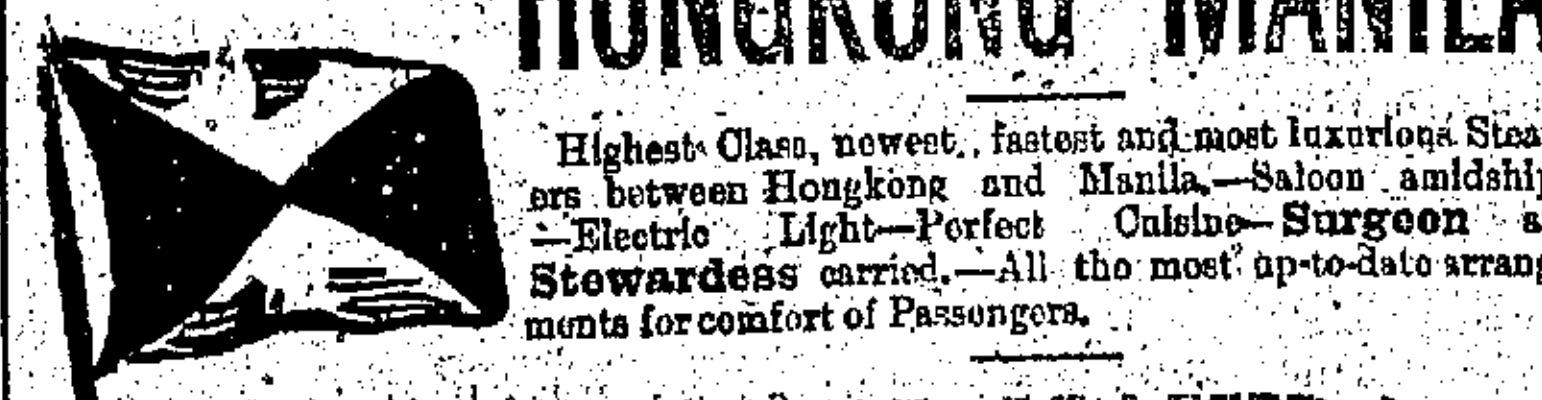 HONGKONG MANILA
Highest Class, newest, fastest and most luxurious Stea
ers between Hongkong and Manila.—Saloon amidship
—Electric Light—Perfect Cuisine—Surgeon a
Stewardess carried.—All the most up-to-date arrang
ments for comfort of Passengers.